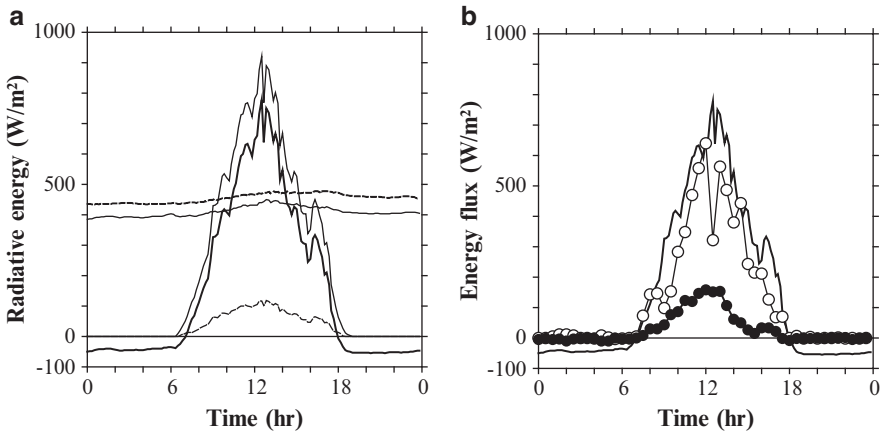 a
1000
500
0
-100
Radiative energy (W/m²)
0 6 12 18 0
Time (hr)
b
1000
500
0
-100
Energy flux (W/m²)
0 6 12 18 0
Time (hr)